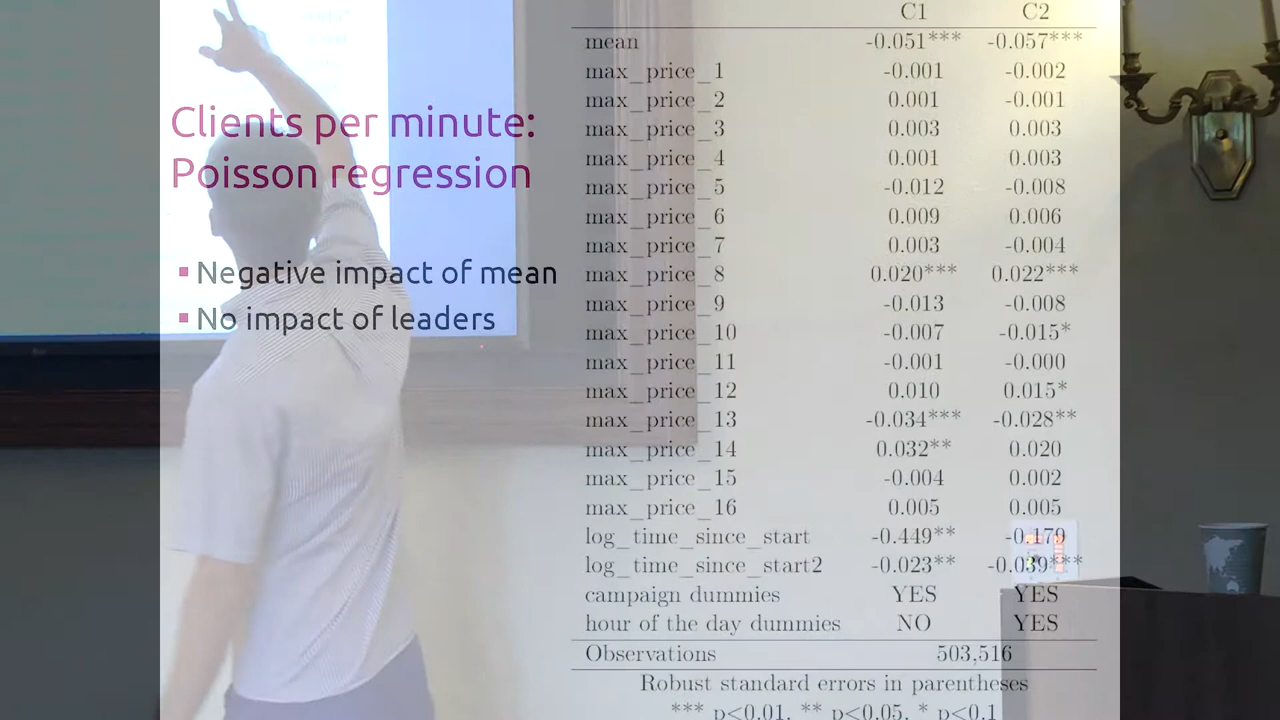 Clients per minute:
Poisson regression
▪ Negative impact of mean
▪ No impact of leaders
C1 C2
mean -0.051*** -0.057***
max_price_1 -0.001 -0.002
max_price_2 0.001 -0.001
max_price_3 0.003 0.003
max_price_4 0.001 0.003
max_price_5 -0.012 -0.008
max_price_6 0.009 0.006
max_price_7 0.003 -0.004
max_price_8 0.020*** 0.022***
max_price_9 -0.013 -0.008
max_price_10 -0.007 -0.015*
max_price_11 -0.001 -0.000
max_price_12 0.010 0.015*
max_price_13 -0.034*** -0.028**
max_price_14 0.032** 0.020
max_price_15 -0.004 0.002
max_price_16 0.005 0.005
log_time_since_start -0.449** -0.179
log_time_since_start2 -0.023** -0.039***
campaign dummies YES YES
hour of the day dummies NO YES
Observations 503,516
Robust standard errors in parentheses
*** p<0.01, ** p<0.05, * p<0.1